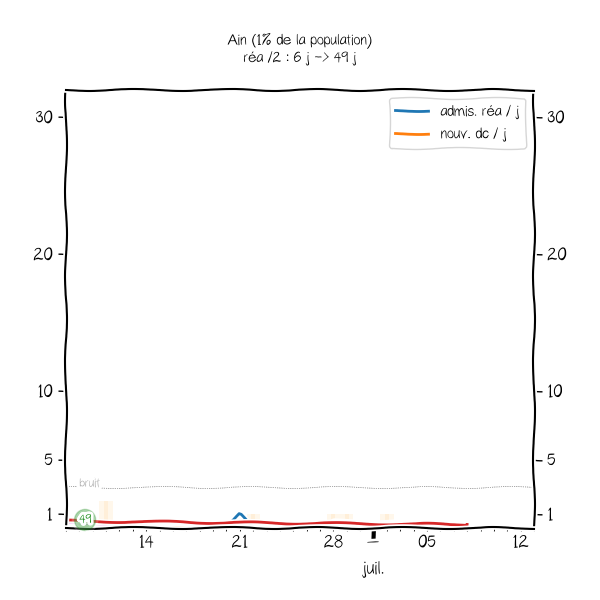 Ain (1% de la population)
réa /2 : 6 j -> 49 j
admis. réa / j
nouv. dc / j
30
30
20
20
10
10
5
5
bruit
1
49
1
14
21
28
1
05
12
juil.